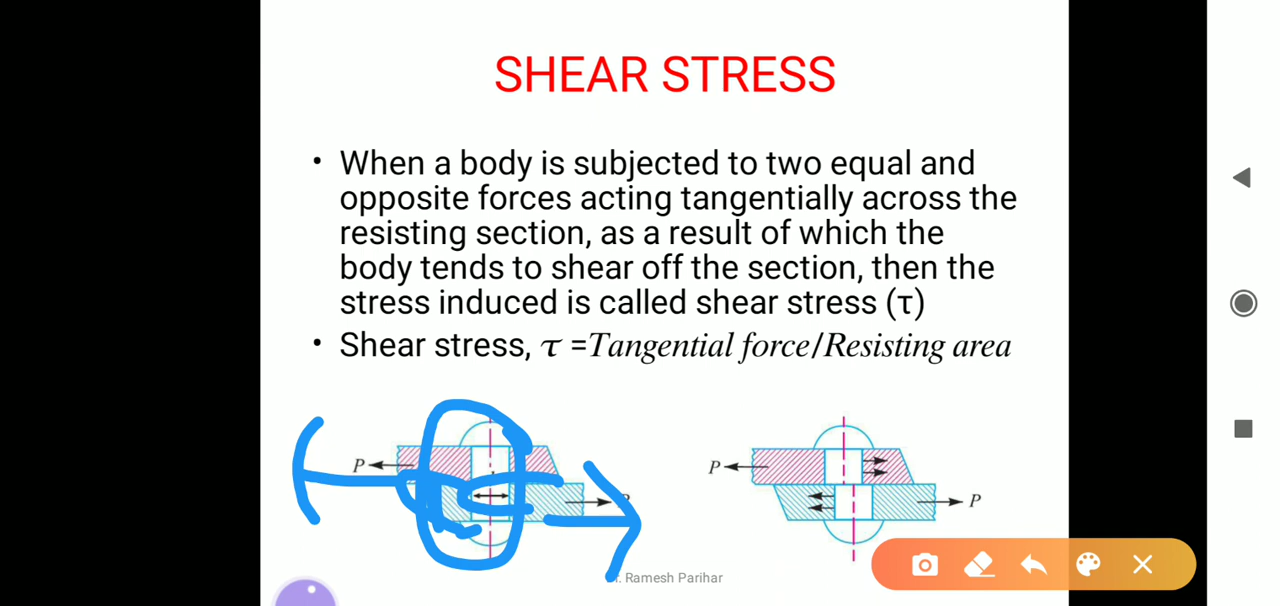 SHEAR STRESS
• When a body is subjected to two equal and
opposite forces acting tangentially across the
resisting section, as a result of which the
body tends to shear off the section, then the
stress induced is called shear stress (τ)
• Shear stress, τ =Tangential force/Resisting area
P
P
P
P
Ramesh Parihar